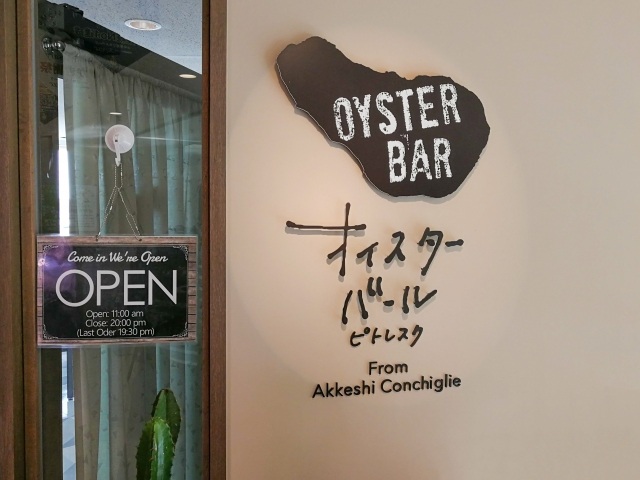 Come in We're Open
OPEN
Open: 11:00 am
Close: 20:00 pm
(Last Oder 19:30 pm)
OYSTER
BAR
オイスター
バール
ピトレスク
From
Akkeshi Conchiglie